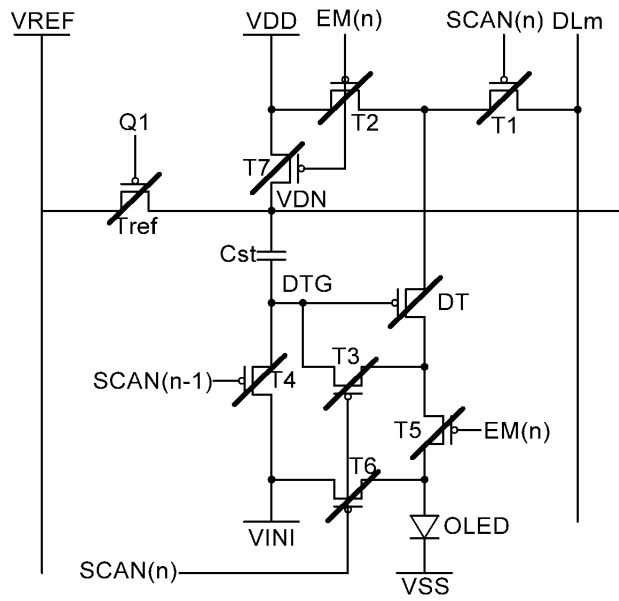 VREF
VDD
EM(n)
SCAN(n)
DLm
T2
T1
Q1
T7
VDN
Tref
Cst
DTG
DT
T3
SCAN(n-1)
T4
T5
EM(n)
T6
OLED
VINI
SCAN(n)
VSS